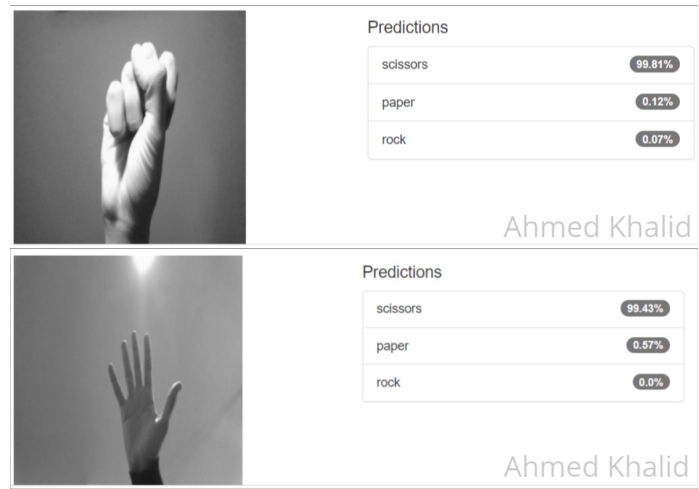 Predictions
scissors 99.81%
paper 0.12%
rock 0.07%
Ahmed Khalid
Predictions
scissors 99.43%
paper 0.57%
rock 0.0%
Ahmed Khalid